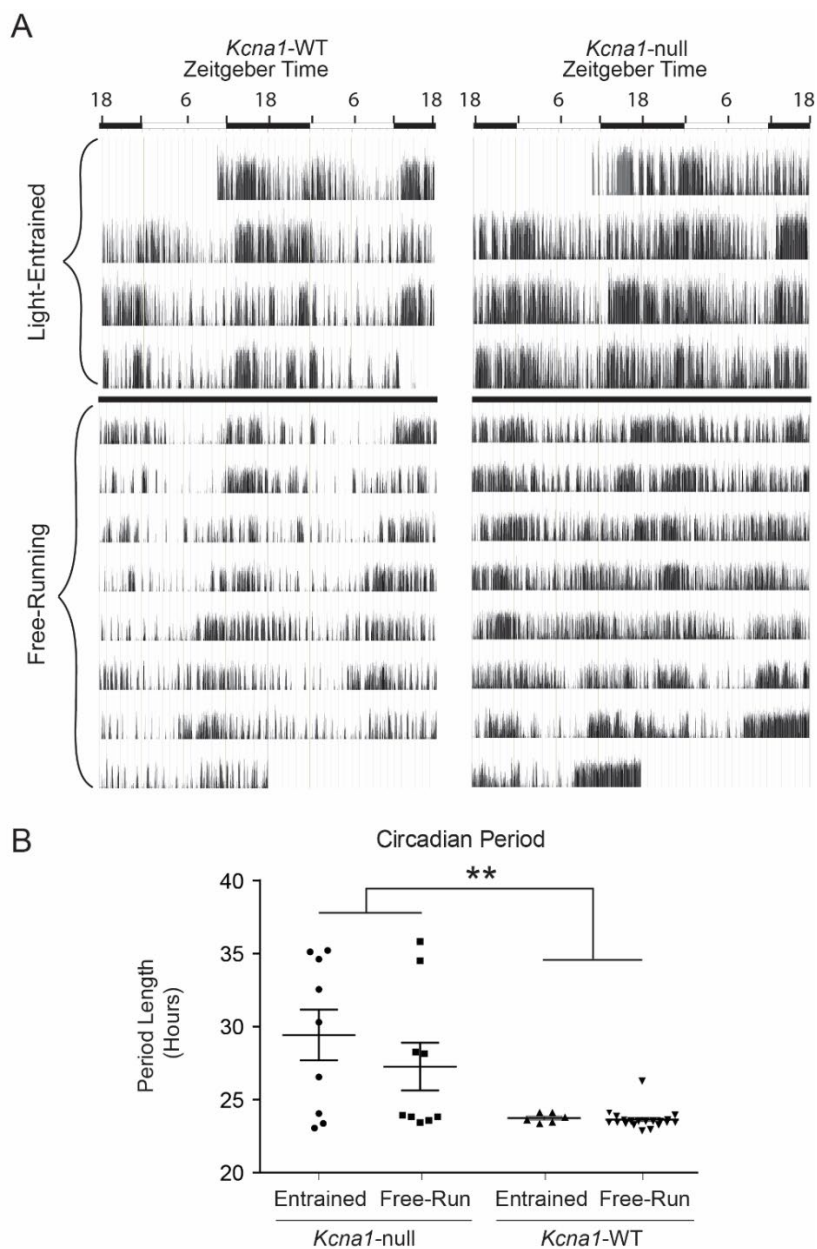 A
Kcna1-WT
Zeitgeber Time
18 6 18 6 18
Kcna1-null
Zeitgeber Time
18 6 18 6 18
Light-Entrained
Free-Running
B
Circadian Period
**
Period Length
(Hours)
40
35
30
25
20
Entrained Free-Run Entrained Free-Run
Kcna1-null Kcna1-WT